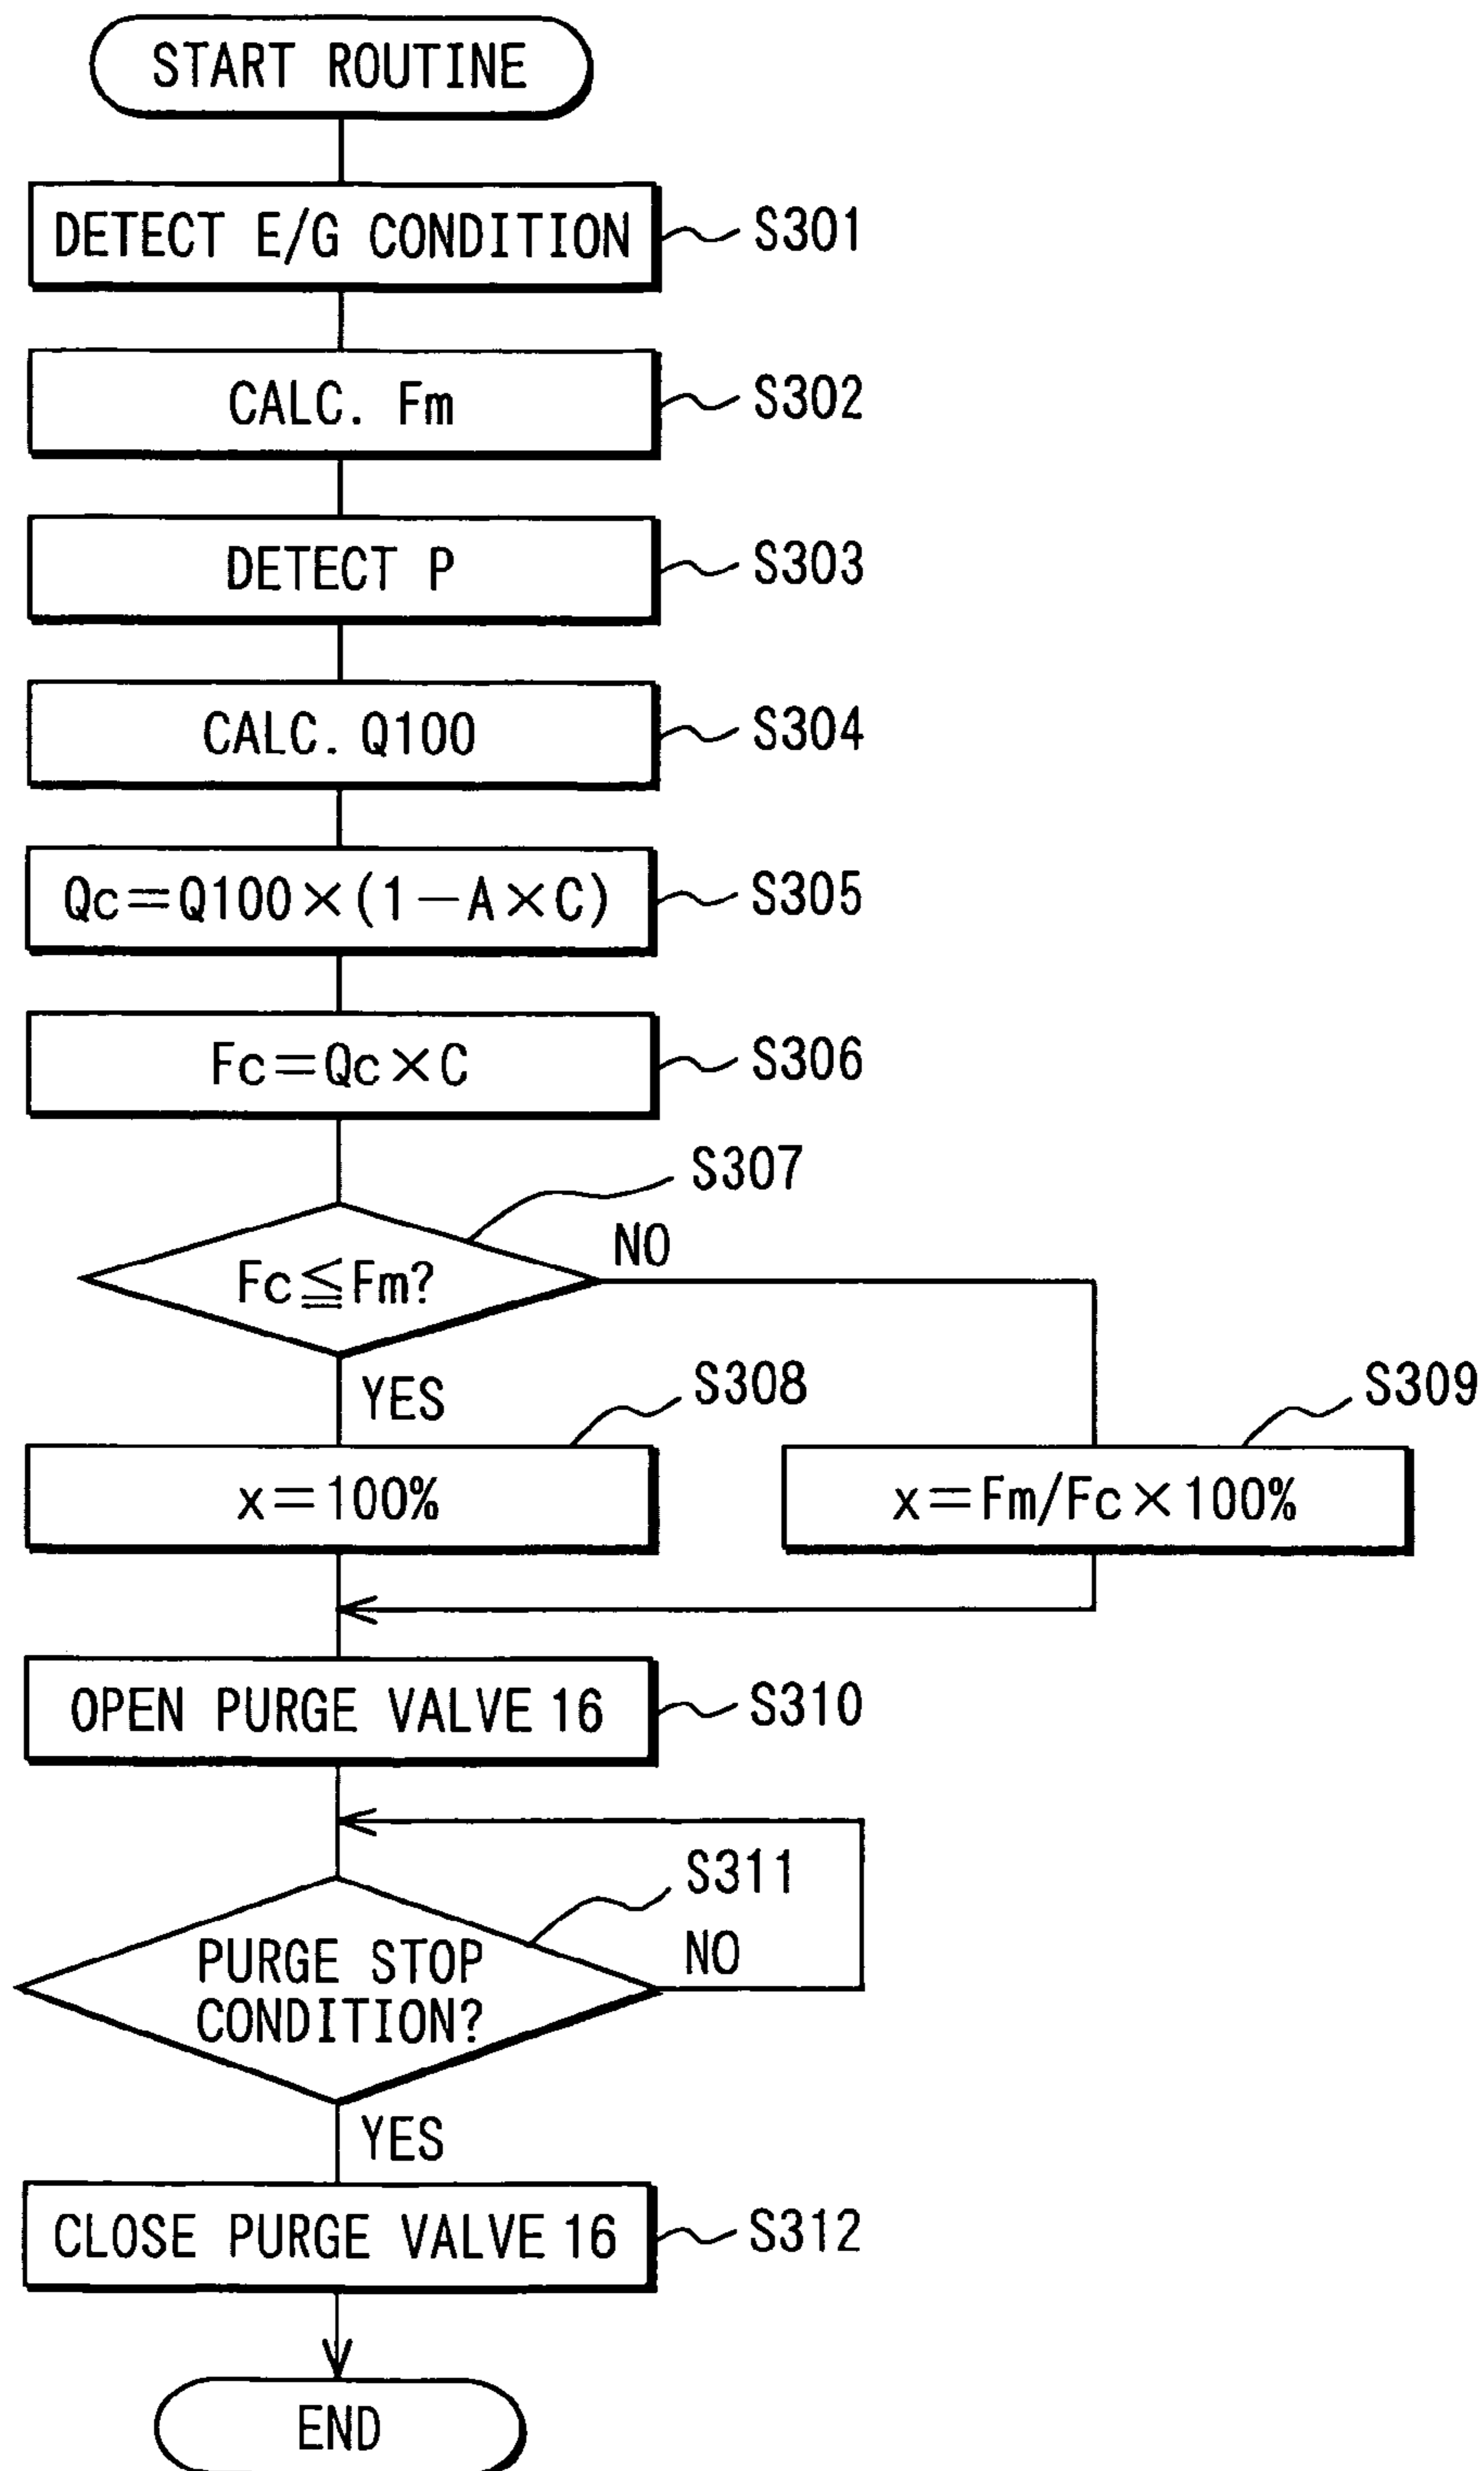 START ROUTINE
DETECT E/G CONDITION
S301
CALC. Fm
S302
DETECT P
S303
CALC. Q100
S304
Qc=Q100×(1-A×C)
S305
Fc=Qc×C
S306
S307
Fc≦Fm?
NO
YES
S308
S309
x=100%
x=Fm/Fc×100%
OPEN PURGE VALVE 16
S310
S311
PURGE STOP
CONDITION?
NO
YES
CLOSE PURGE VALVE 16
S312
END